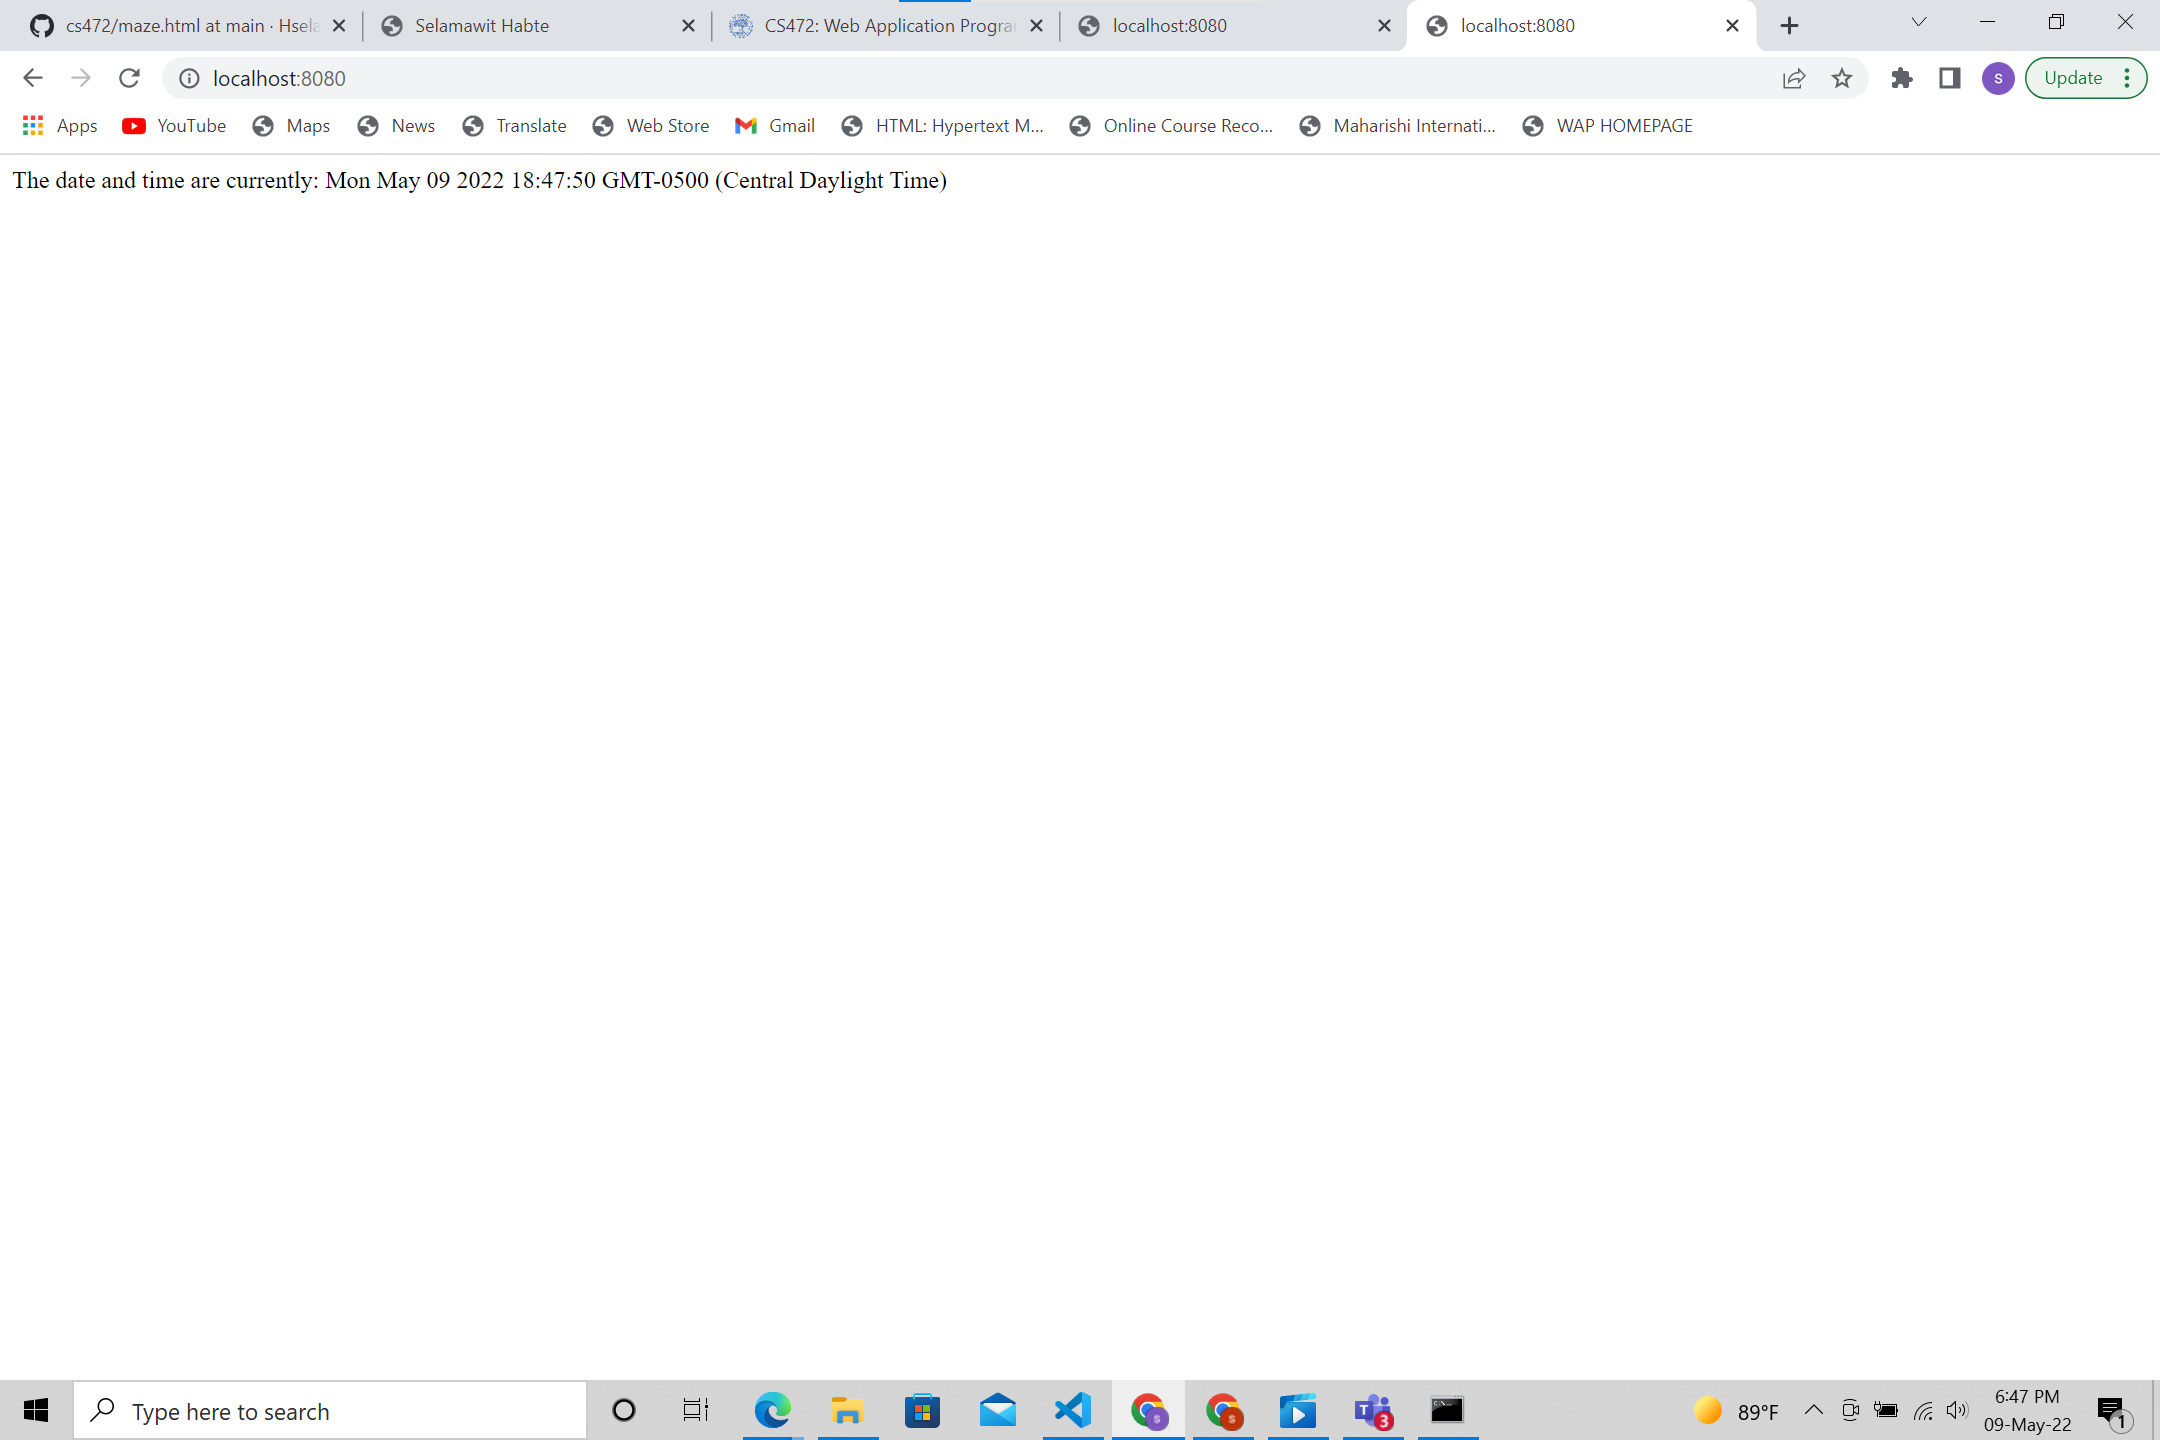 cs472/maze.html at main · Hsela
Selamawit Habte
CS472: Web Application Progra
localhost:8080
localhost:8080
localhost:8080
s
Update
Apps
YouTube
Maps
News
Translate
Web Store
Gmail
HTML: Hypertext M...
Online Course Reco...
Maharishi Internati...
WAP HOMEPAGE
The date and time are currently: Mon May 09 2022 18:47:50 GMT-0500 (Central Daylight Time)
Type here to search
s
s
T
3
89°F
6:47 PM
09-May-22
1